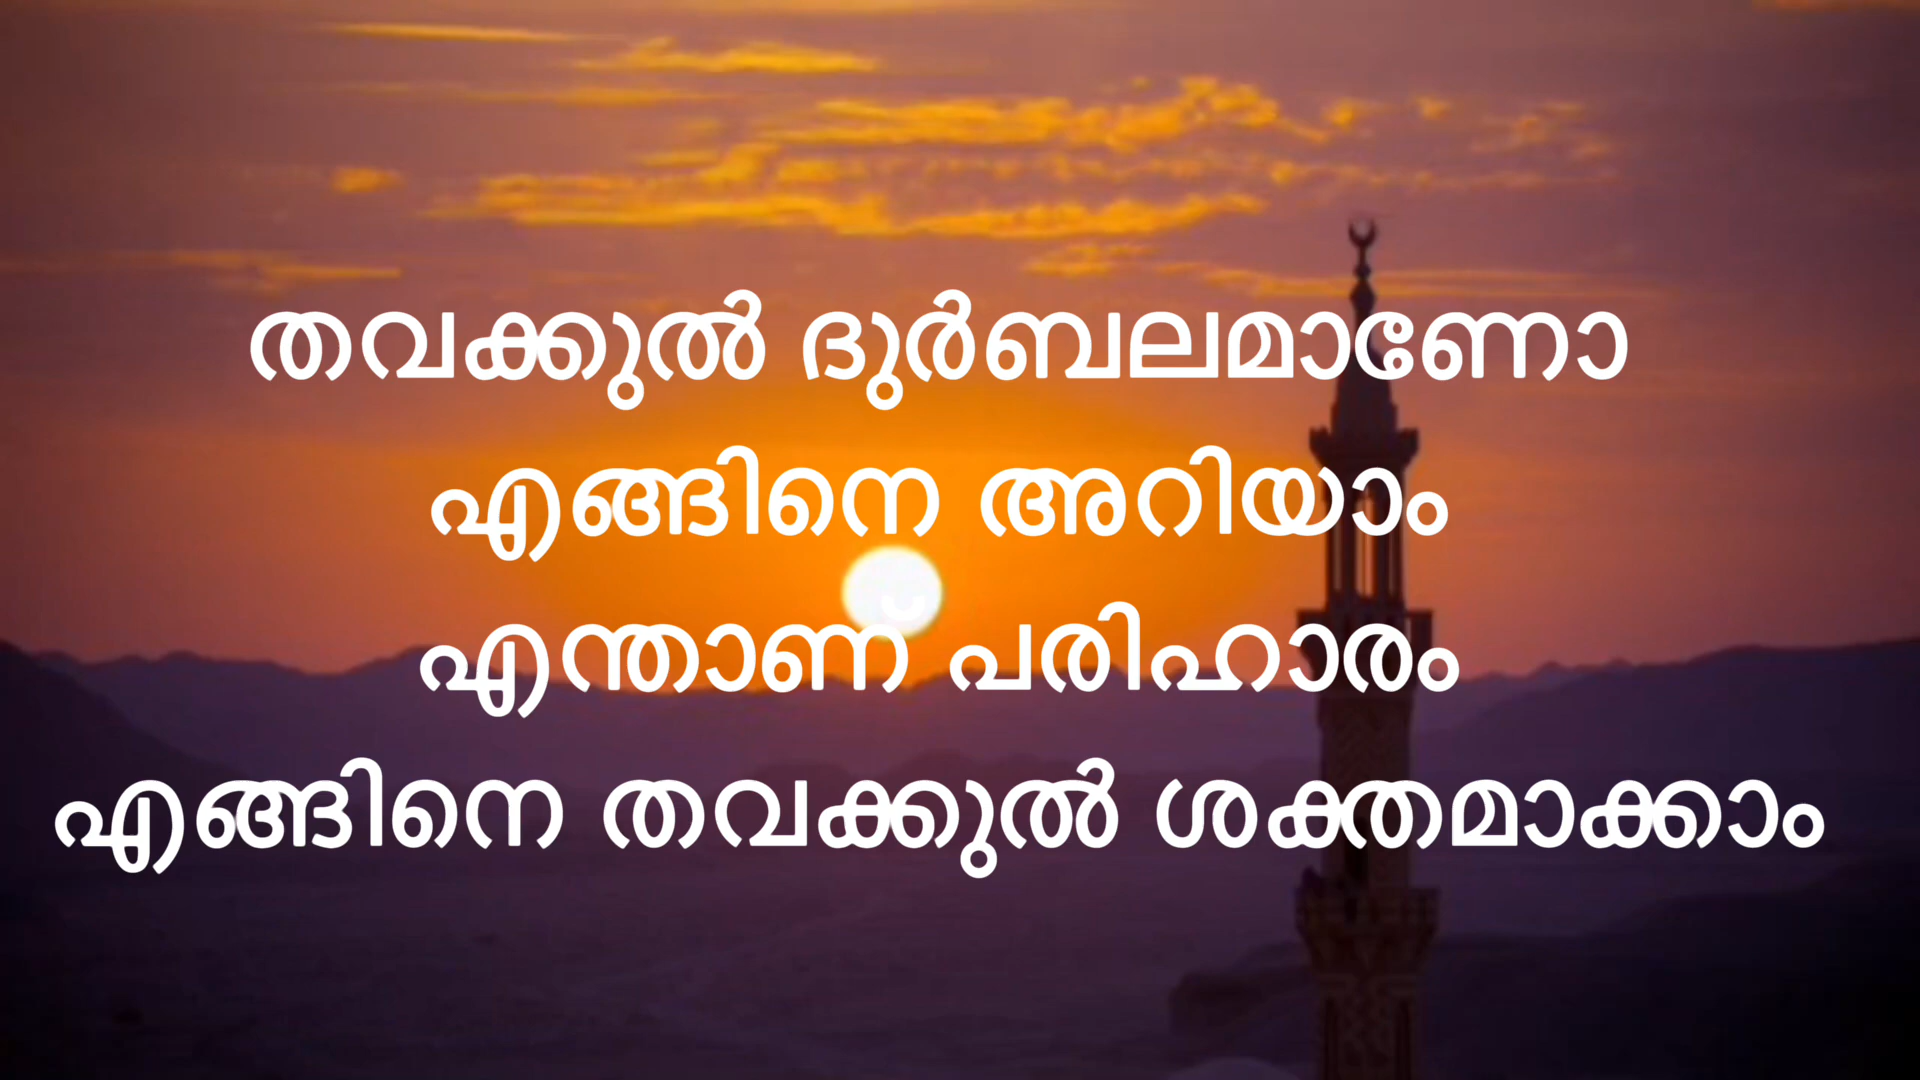 തവക്കുൽ ദുർബലമാണോ
എങ്ങിനെ അറിയാം
എന്താണ് പരിഹാരം
എങ്ങിനെ തവക്കുൽ ശക്തമാക്കാം